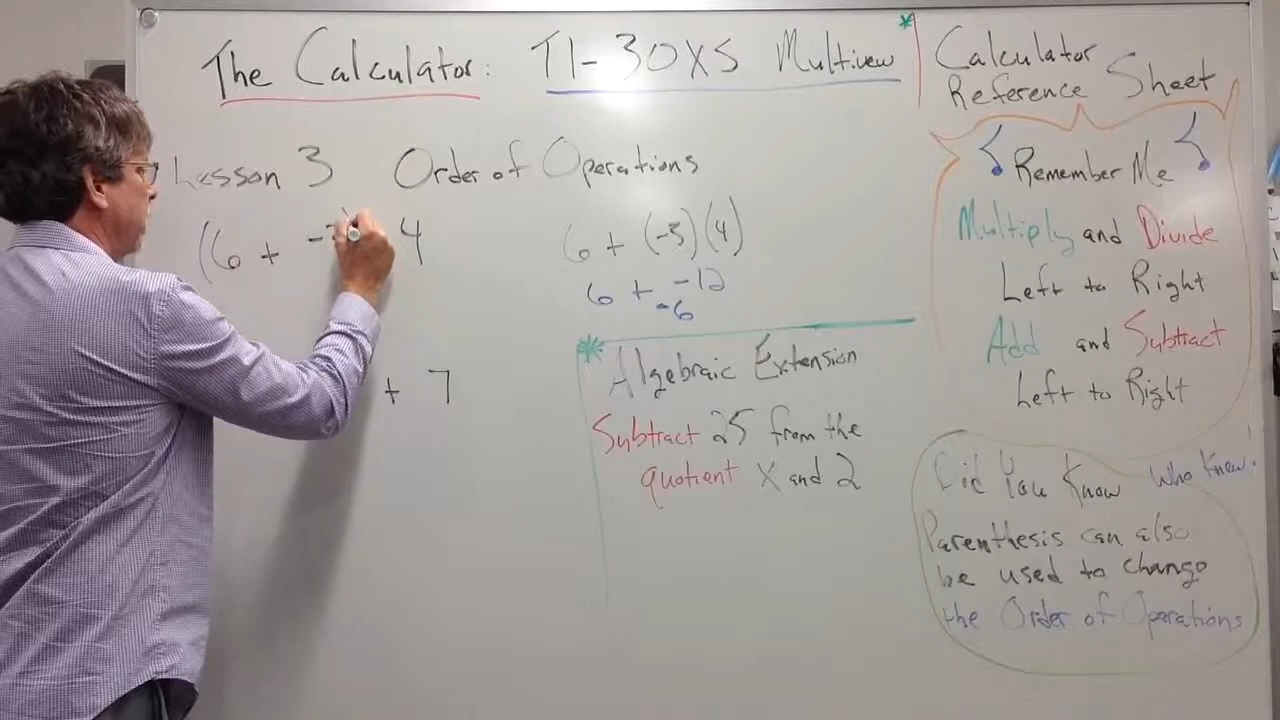 The Calculator: TI-30XS Multiview *
Lesson 3 Order of Operations
(6 + - 4
+ 7
6 + (-3)(4)
6 + -12
-6
* Algebraic Extension
Subtract 25 from the
quotient X and 2
Calculator
Reference Sheet
Remember Me
Multiply and Divide
Left to Right
Add and Subtract
Left to Right
Did You Know Who Knew!
Parenthesis can also
be used to change
the Order of Operations